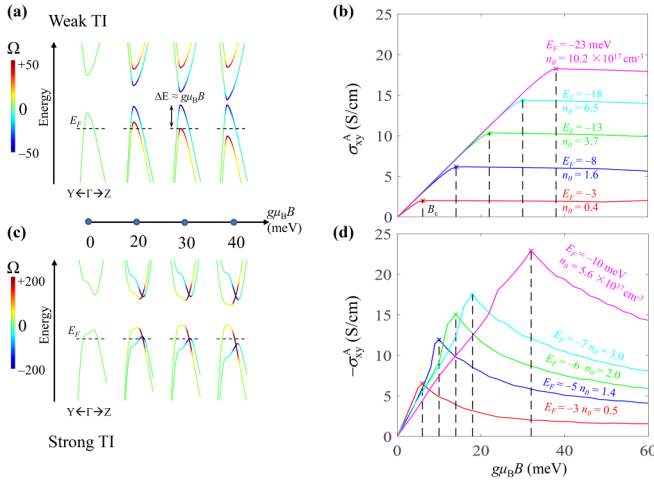 Weak TI
(a)
Ω
+50
0
−50
Energy
E_F
ΔE ≈ gμ_BB
Y←Γ→Z
gμ_BB
(meV)
0
20
30
40
(c)
Ω
+200
0
−200
Energy
E_F
Y←Γ→Z
Strong TI
(b)
25
20
15
10
5
0
σ^A_xy (S/cm)
E_F = −23 meV
n_0 = 10.2 ×10^17 cm^-3
E_F = −18
n_0 = 6.5
E_F = −13
n_0 = 3.7
E_F = −8
n_0 = 1.6
E_F = −3
n_0 = 0.4
B_c
(d)
25
20
15
10
5
0
−σ^A_xy (S/cm)
E_F = −10 meV
n_0 = 5.6 ×10^17 cm^-3
E_F = −7 n_0 = 3.0
E_F = −6 n_0 = 2.0
E_F = −5 n_0 = 1.4
E_F = −3 n_0 = 0.5
0
20
40
60
gμ_BB (meV)